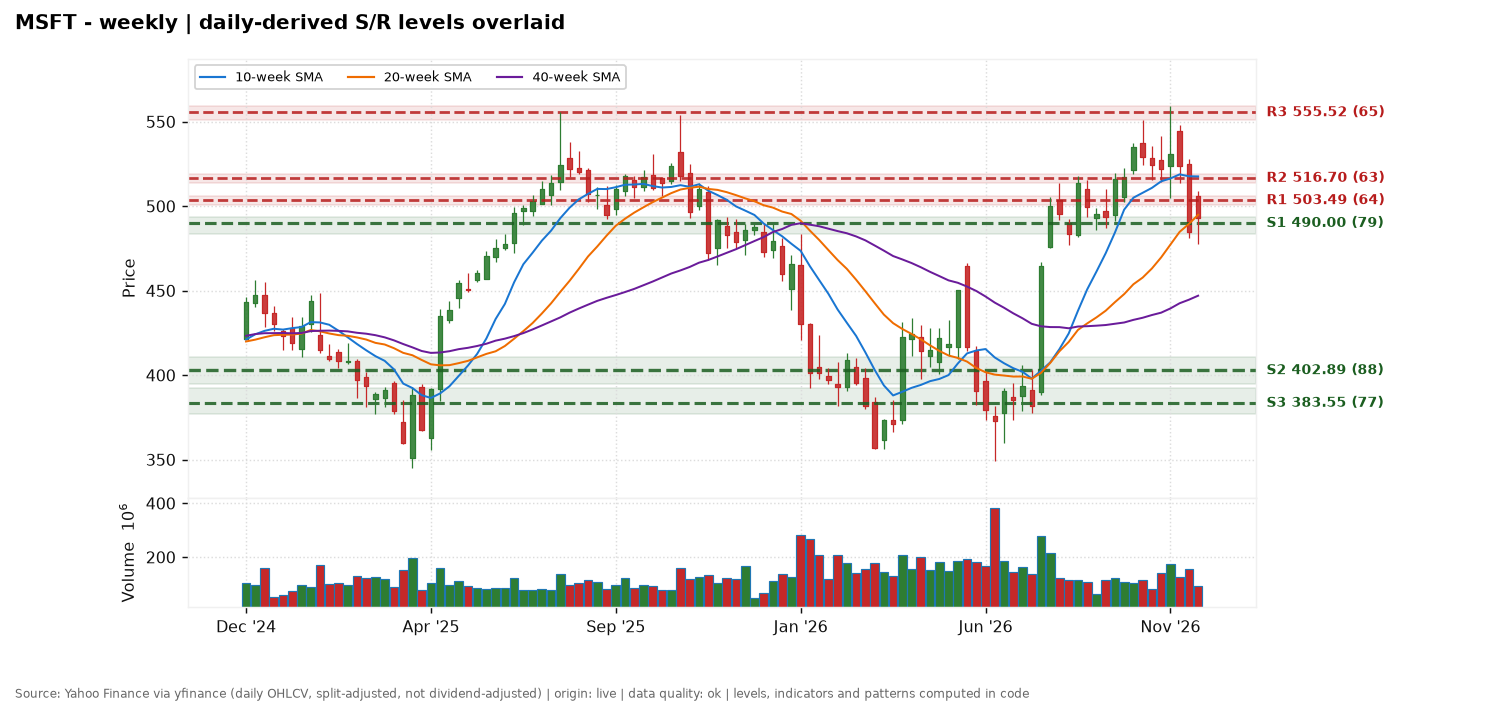 MSFT - weekly | daily-derived S/R levels overlaid
10-week SMA 20-week SMA 40-week SMA
Price
550
500
450
400
350
R3 555.52 (65)
R2 516.70 (63)
R1 503.49 (64)
S1 490.00 (79)
S2 402.89 (88)
S3 383.55 (77)
Volume 10⁶
400
200
Dec '24 Apr '25 Sep '25 Jan '26 Jun '26 Nov '26
Source: Yahoo Finance via yfinance (daily OHLCV, split-adjusted, not dividend-adjusted) | origin: live | data quality: ok | levels, indicators and patterns computed in code